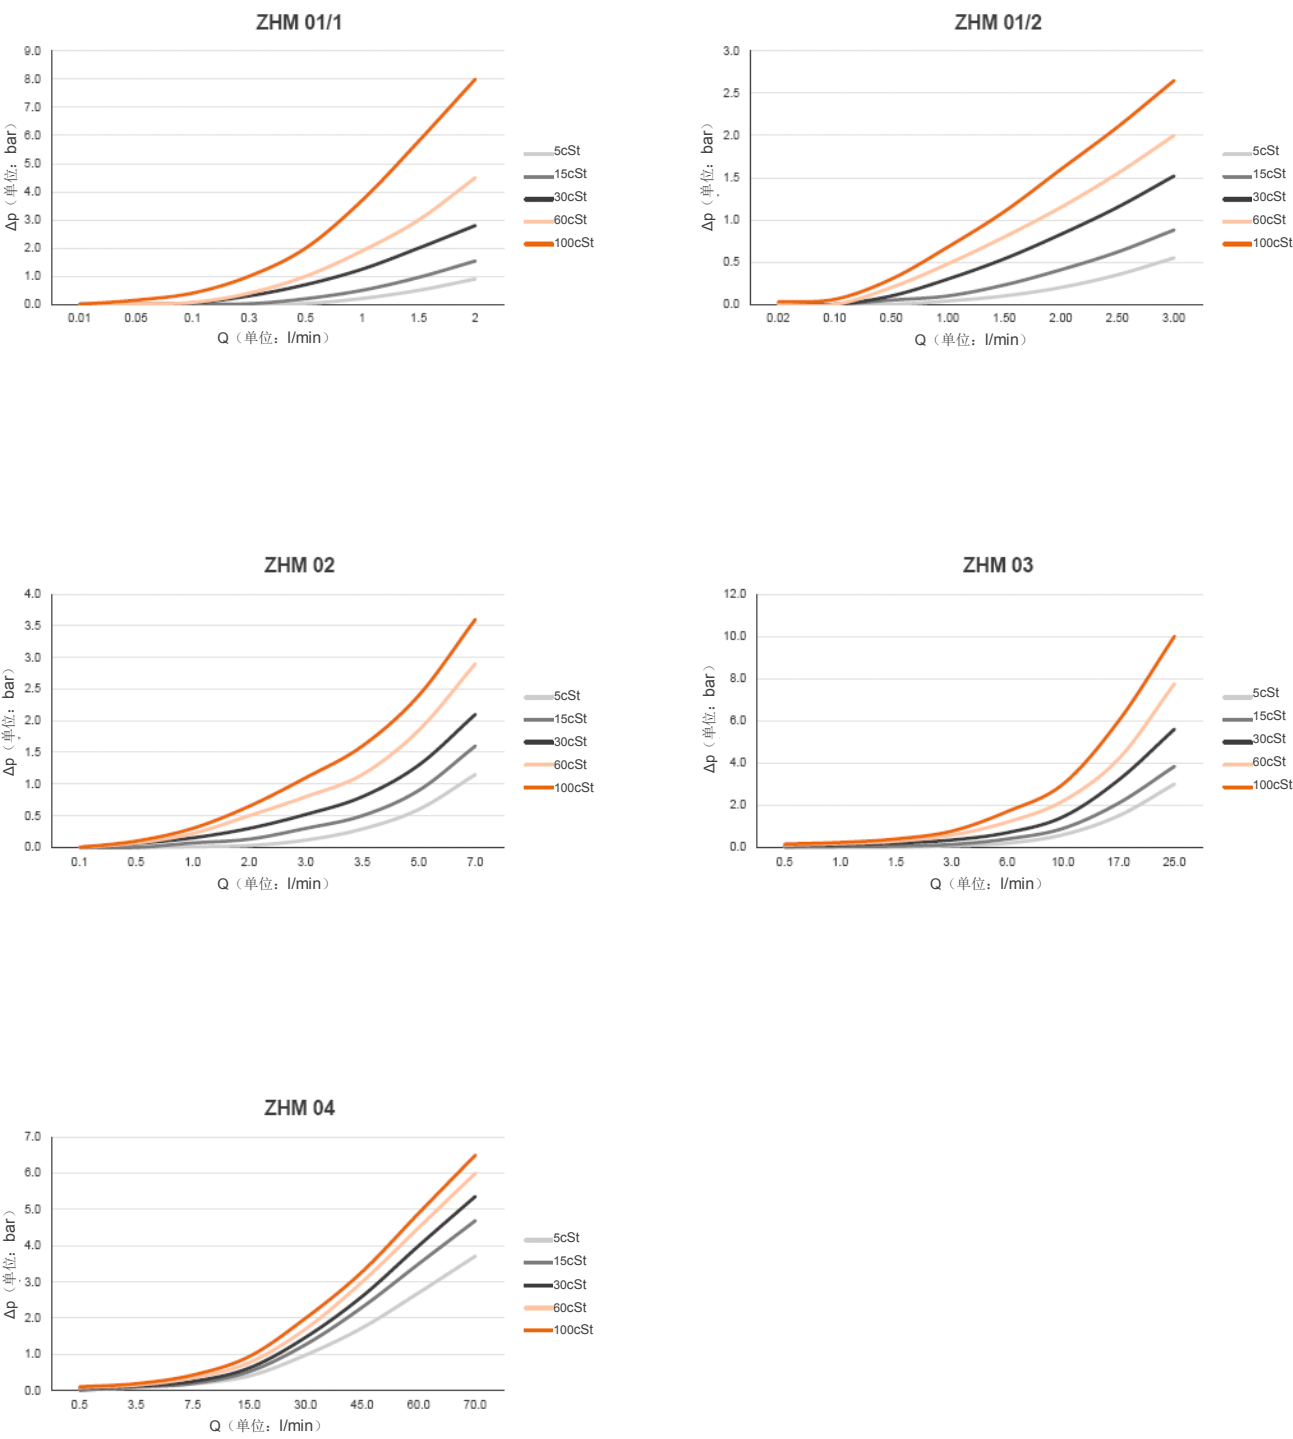 ZHM 01/1
9.0
8.0
7.0
6.0
5.0
4.0
3.0
2.0
1.0
0.0
Δp（单位：bar）
0.01 0.05 0.1 0.3 0.5 1 1.5 2
Q（单位：l/min）
5cSt
15cSt
30cSt
60cSt
100cSt
ZHM 01/2
3.0
2.5
2.0
1.5
1.0
0.5
0.0
Δp（单位：bar）
0.02 0.10 0.50 1.00 1.50 2.00 2.50 3.00
Q（单位：l/min）
5cSt
15cSt
30cSt
60cSt
100cSt
ZHM 02
4.0
3.5
3.0
2.5
2.0
1.5
1.0
0.5
0.0
Δp（单位：bar）
0.1 0.5 1.0 2.0 3.0 3.5 5.0 7.0
Q（单位：l/min）
5cSt
15cSt
30cSt
60cSt
100cSt
ZHM 03
12.0
10.0
8.0
6.0
4.0
2.0
0.0
Δp（单位：bar）
0.5 1.0 1.5 3.0 6.0 10.0 17.0 25.0
Q（单位：l/min）
5cSt
15cSt
30cSt
60cSt
100cSt
ZHM 04
7.0
6.0
5.0
4.0
3.0
2.0
1.0
0.0
Δp（单位：bar）
0.5 3.5 7.5 15.0 30.0 45.0 60.0 70.0
Q（单位：l/min）
5cSt
15cSt
30cSt
60cSt
100cSt